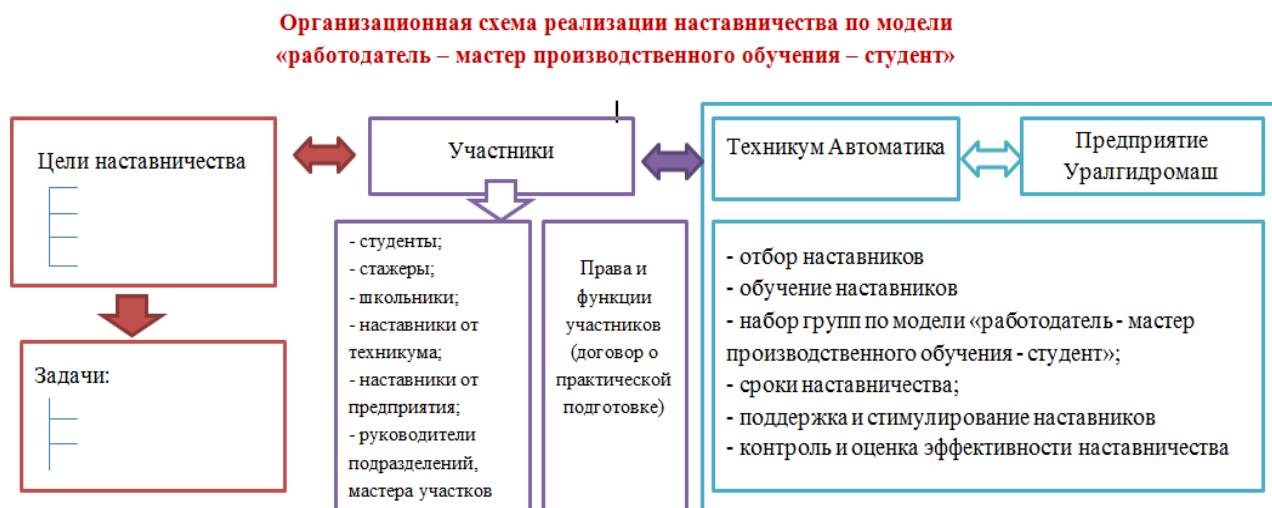 Организационная схема реализации наставничества по модели
«работодатель – мастер производственного обучения – студент»
Цели наставничества
Задачи:
Участники
- студенты;
- стажеры;
- школьники;
- наставники от
техникума;
- наставники от
предприятия;
- руководители
подразделений,
мастера участков
Права и
функции
участников
(договор о
практической
подготовке)
Техникум Автоматика
Предприятие
Уралгидромаш
- отбор наставников
- обучение наставников
- набор групп по модели «работодатель - мастер
производственного обучения - студент»;
- сроки наставничества;
- поддержка и стимулирование наставников
- контроль и оценка эффективности наставничества